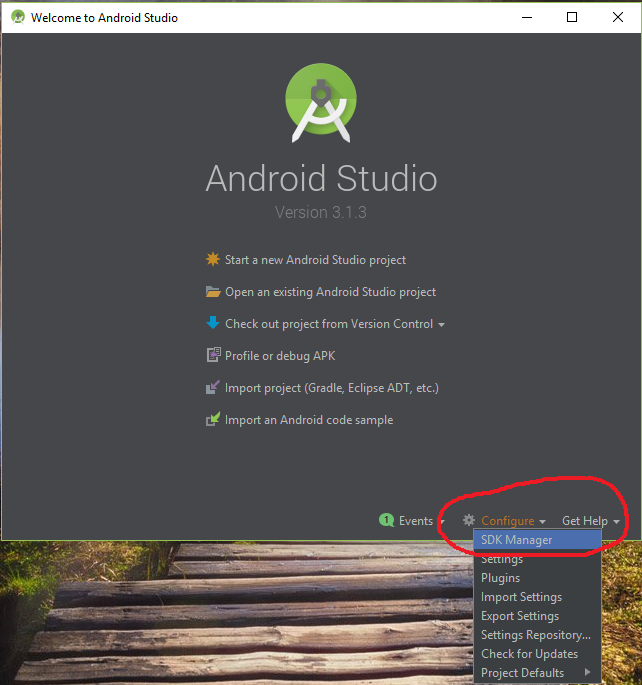 Welcome to Android Studio
Android Studio
Version 3.1.3
Start a new Android Studio project
Open an existing Android Studio project
Check out project from Version Control
Profile or debug APK
Import project (Gradle, Eclipse ADT, etc.)
Import an Android code sample
1 Events Configure Get Help
SDK Manager
Settings
Plugins
Import Settings
Export Settings
Settings Repository...
Check for Updates
Project Defaults